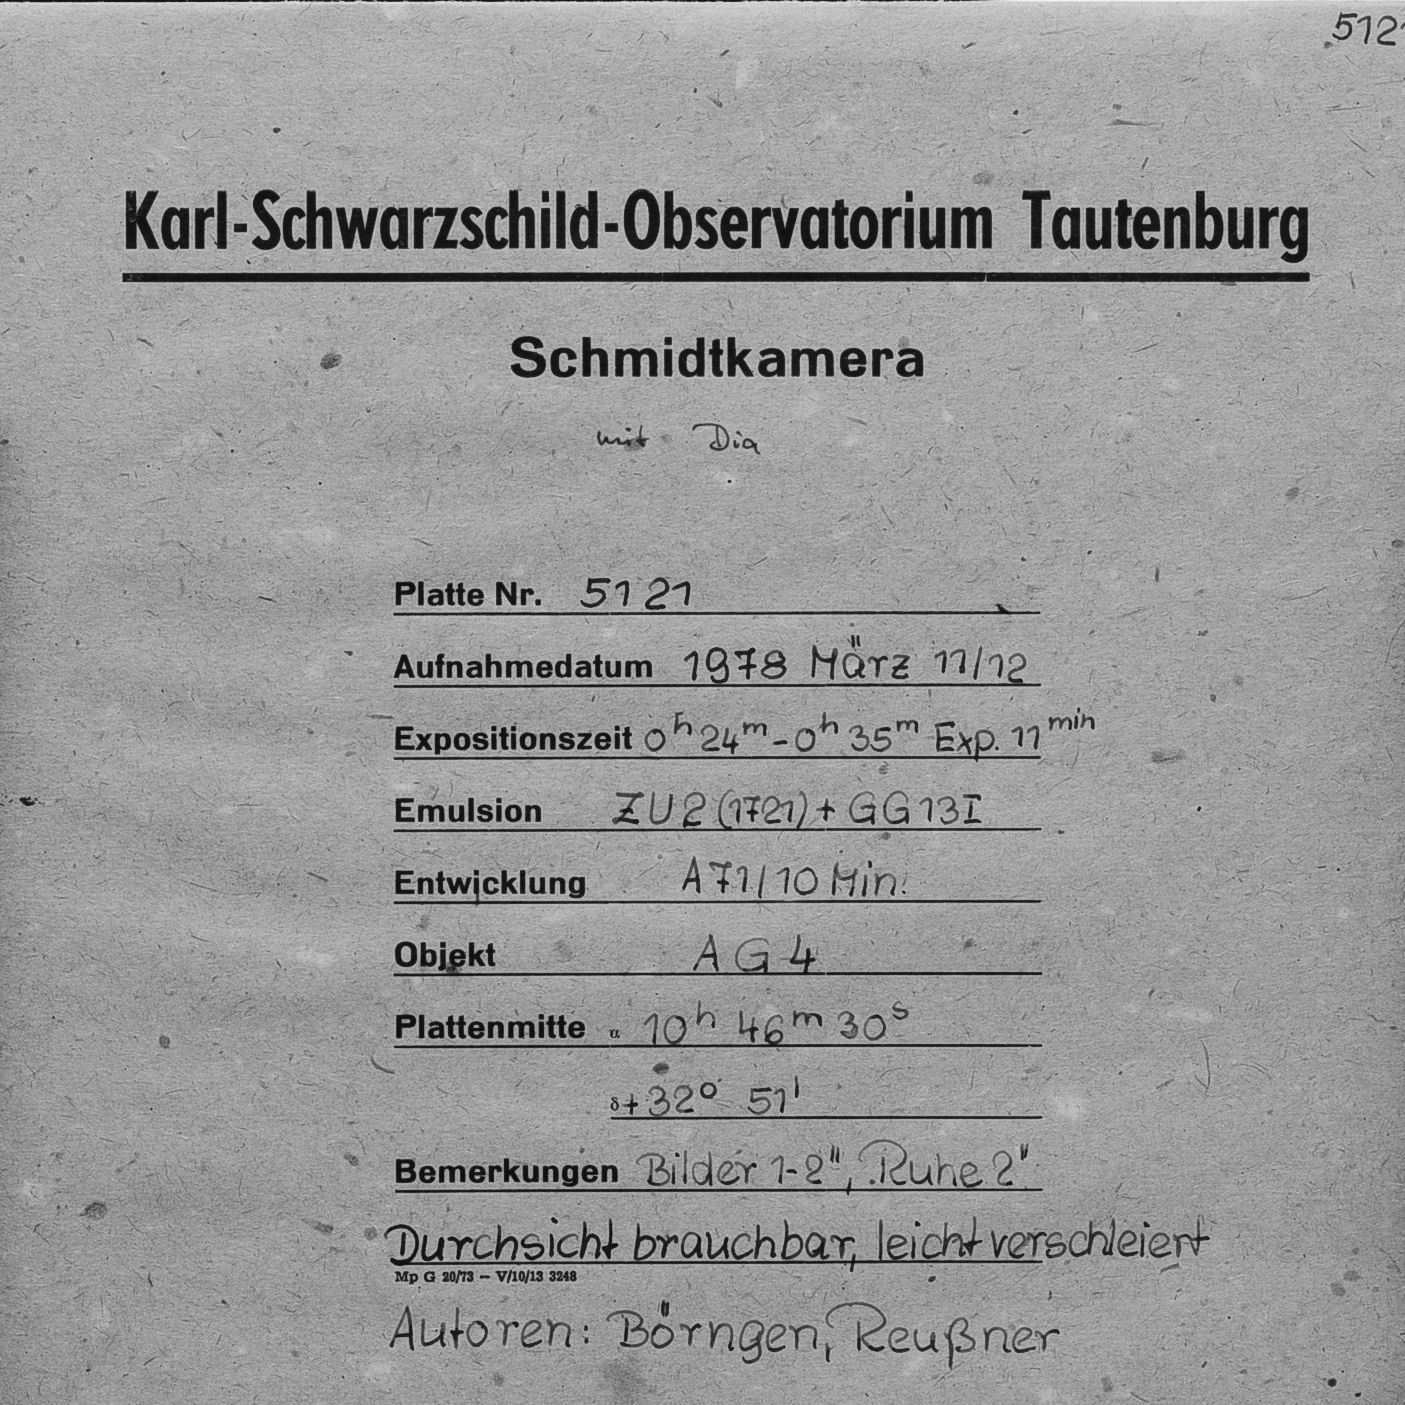 5121
Karl-Schwarzschild-Observatorium Tautenburg
Schmidtkamera
mit Dia
Platte Nr. 5121
Aufnahmedatum 1978 März 11/12
Expositionszeit 0h 24m - 0h 35m Exp. 11 min
Emulsion ZU2 (1721) + GG13I
Entwicklung A71/10 Min.
Objekt AG4
Plattenmitte α 10h 46m 30s
δ +32° 51'
Bemerkungen Bilder 1-2", Ruhe 2"
Durchsicht brauchbar, leicht verschleiert
Mp G 20/73 — V/10/13 3248
Autoren: Börngen, Reußner